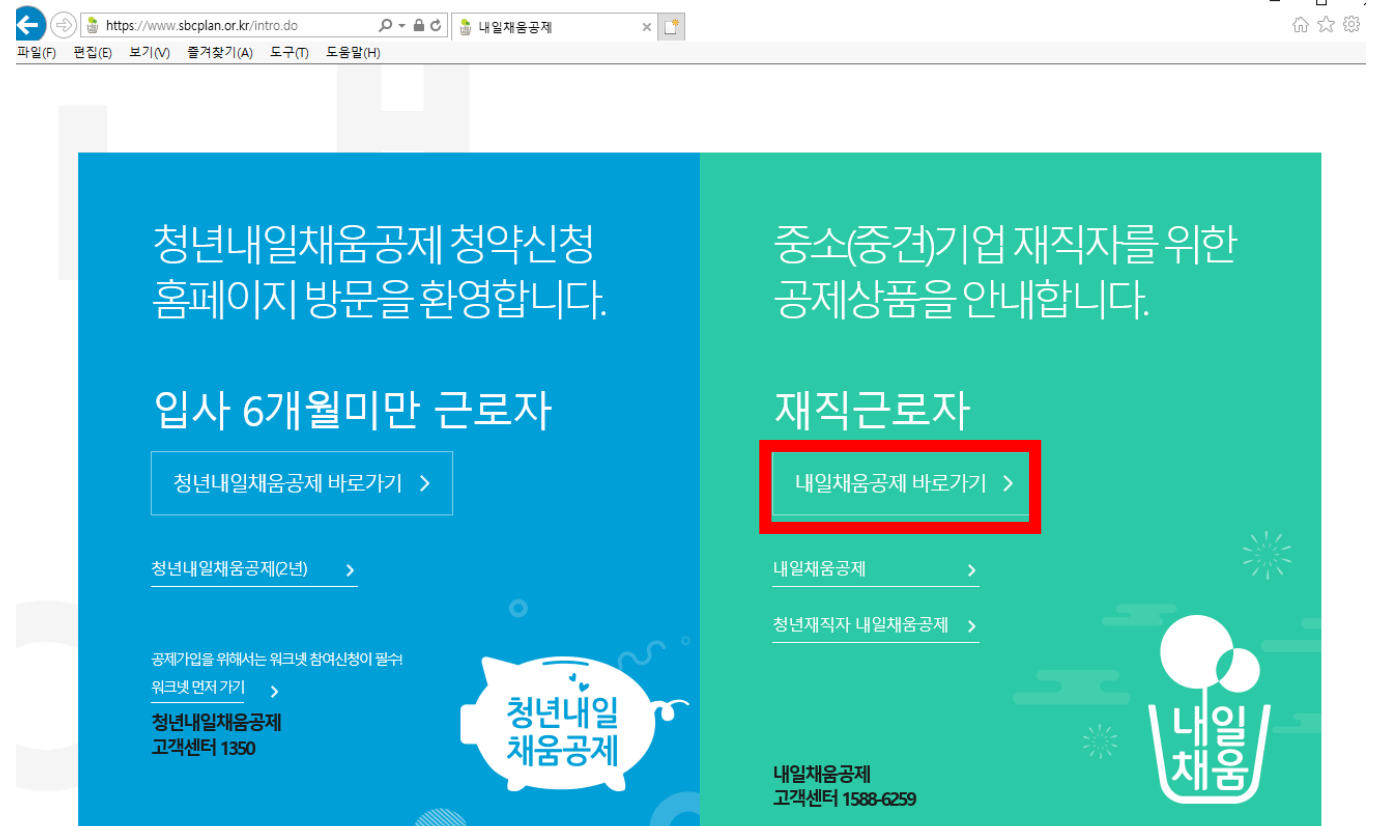 https://www.sbcplan.or.kr/intro.do
내일채움공제
파일(F) 편집(E) 보기(V) 즐겨찾기(A) 도구(T) 도움말(H)
청년내일채움공제 청약신청
홈페이지 방문을 환영합니다.
입사 6개월미만 근로자
청년내일채움공제 바로가기
청년내일채움공제(2년)
공제가입을 위해서는 워크넷 참여신청이 필수!
워크넷 먼저 가기
청년내일채움공제
고객센터 1350
청년내일
채움공제
중소(중견)기업 재직자를 위한
공제상품을 안내합니다.
재직근로자
내일채움공제 바로가기
내일채움공제
청년재직자 내일채움공제
내일채움공제
고객센터 1588-6259
내일
채움